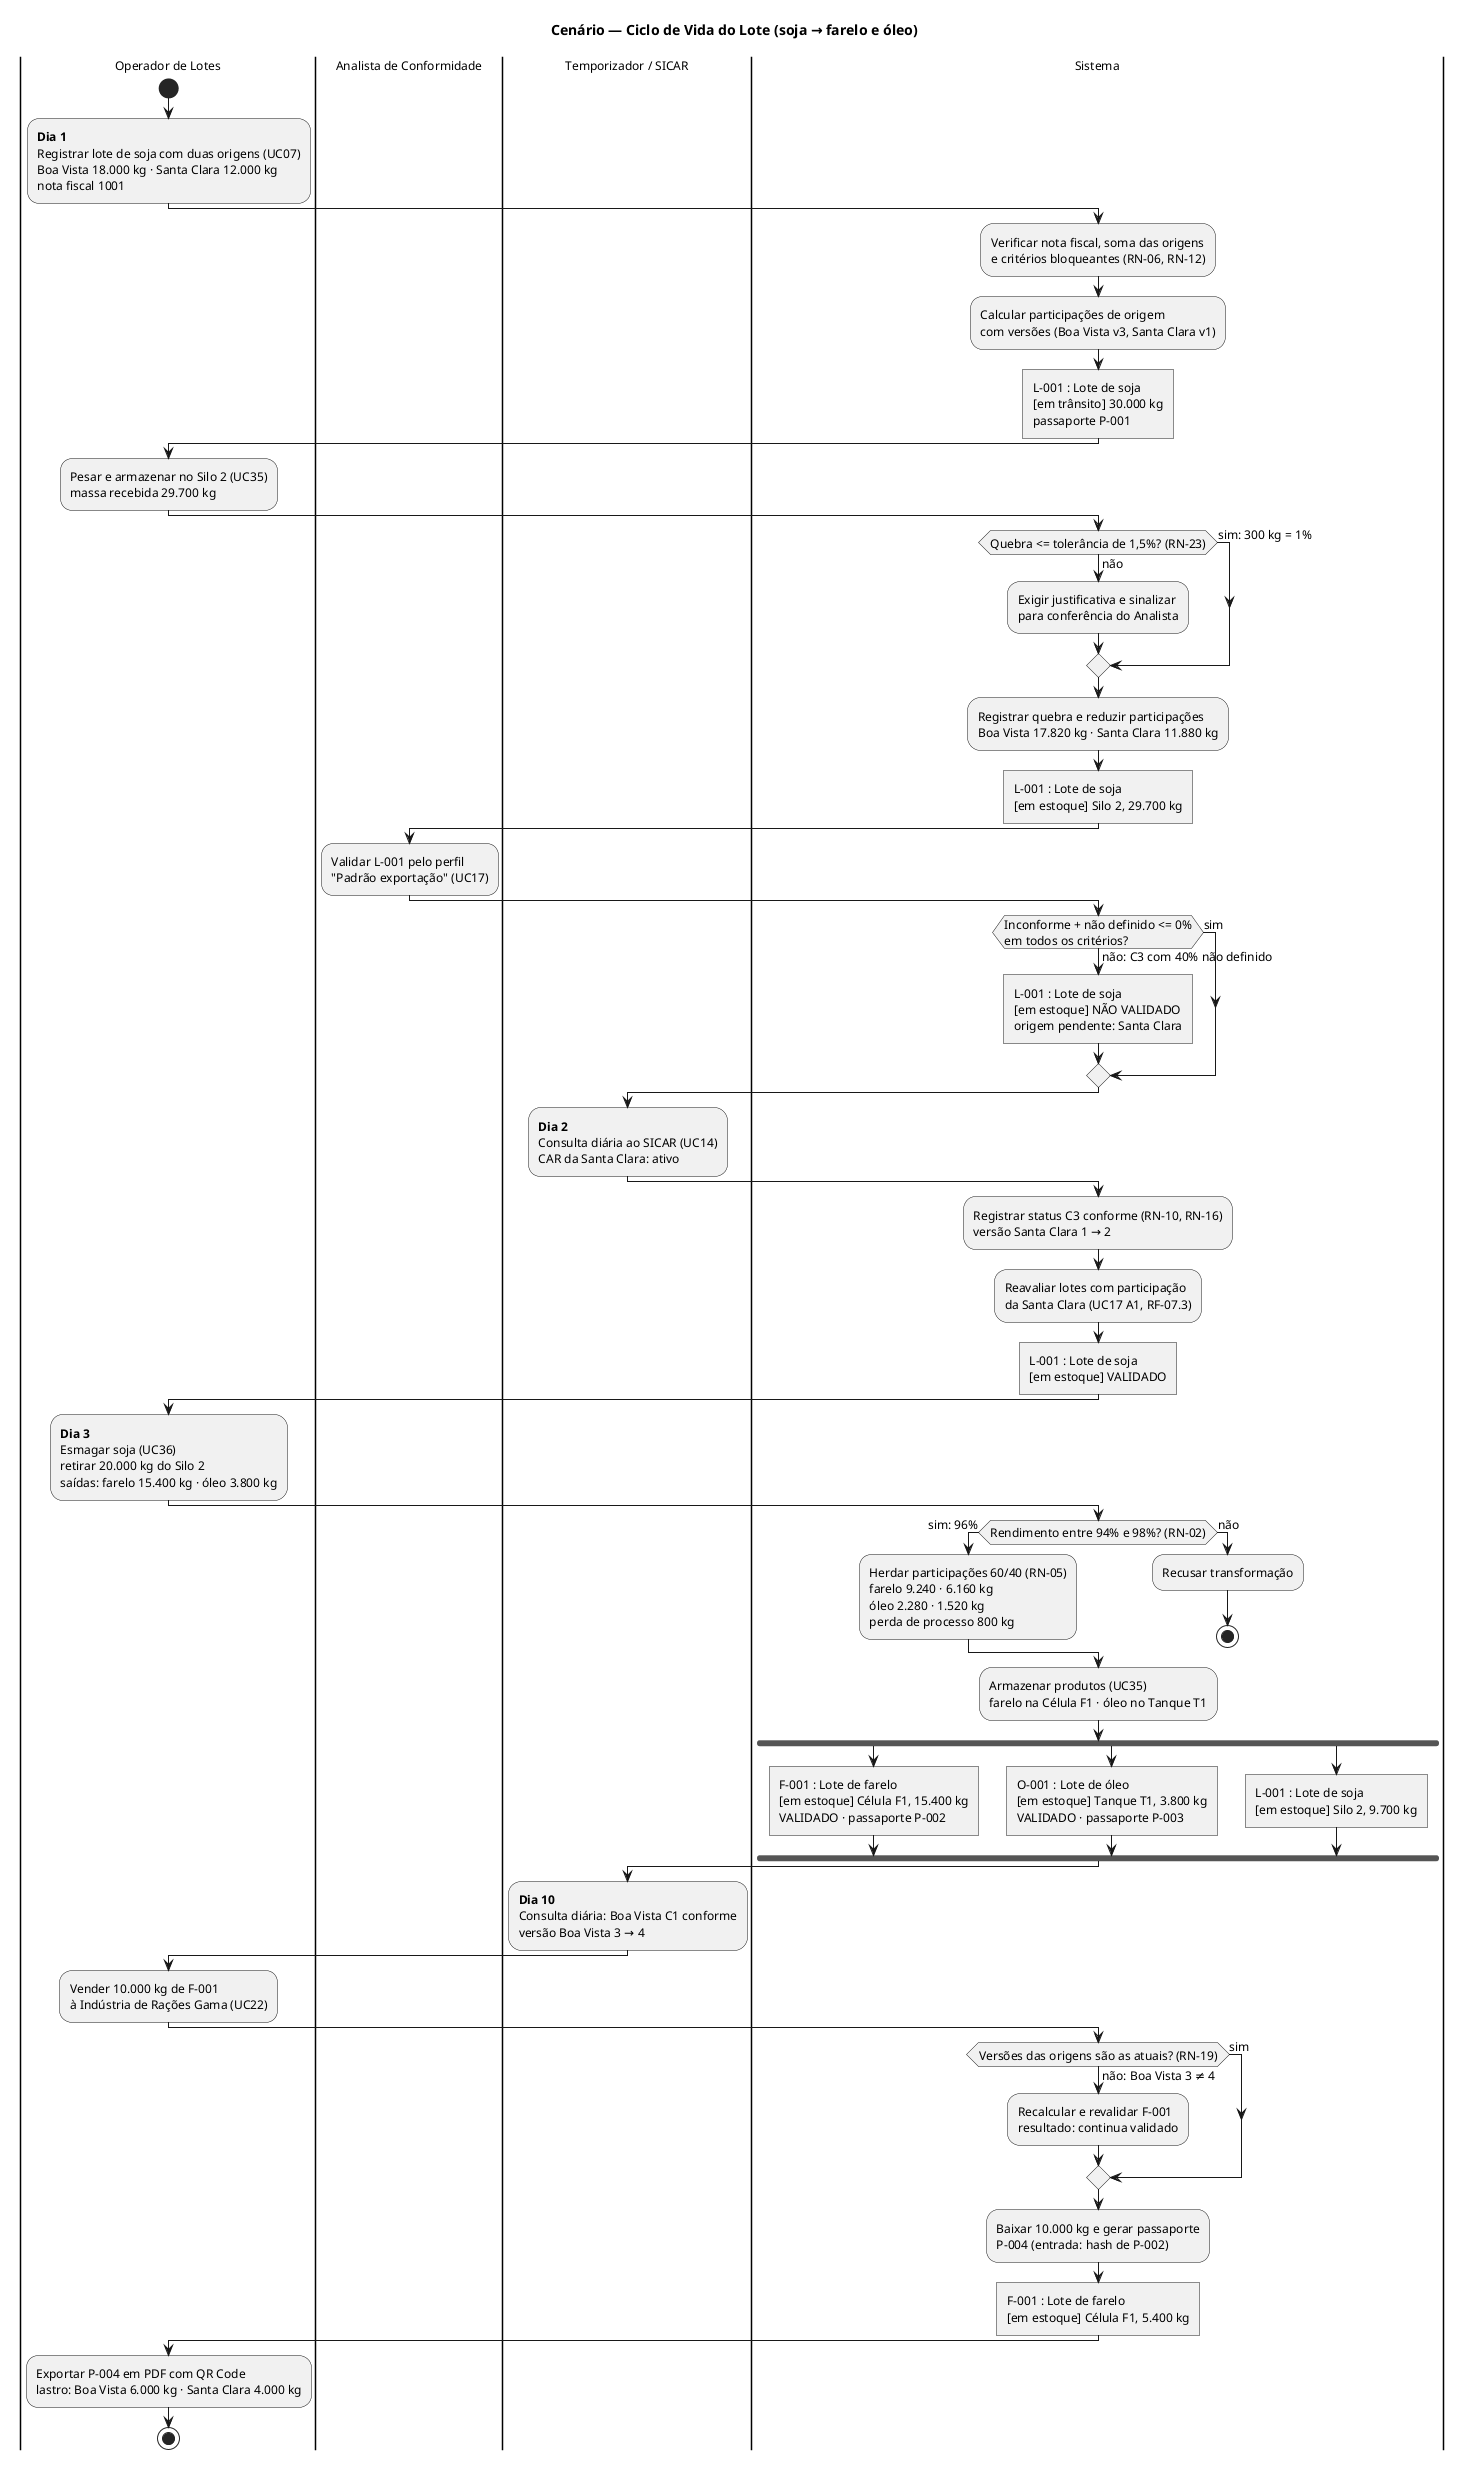 Cenário — Ciclo de Vida do Lote (soja → farelo e óleo)
Operador de Lotes
Analista de Conformidade
Temporizador / SICAR
Sistema
Dia 1
Registrar lote de soja com duas origens (UC07)
Boa Vista 18.000 kg · Santa Clara 12.000 kg
nota fiscal 1001
Verificar nota fiscal, soma das origens
e critérios bloqueantes (RN-06, RN-12)
Calcular participações de origem
com versões (Boa Vista v3, Santa Clara v1)
L-001 : Lote de soja
[em trânsito] 30.000 kg
passaporte P-001
Pesar e armazenar no Silo 2 (UC35)
massa recebida 29.700 kg
Quebra <= tolerância de 1,5%? (RN-23)
sim: 300 kg = 1%
não
Exigir justificativa e sinalizar
para conferência do Analista
Registrar quebra e reduzir participações
Boa Vista 17.820 kg · Santa Clara 11.880 kg
L-001 : Lote de soja
[em estoque] Silo 2, 29.700 kg
Validar L-001 pelo perfil
"Padrão exportação" (UC17)
Inconforme + não definido <= 0%
em todos os critérios?
sim
não: C3 com 40% não definido
L-001 : Lote de soja
[em estoque] NÃO VALIDADO
origem pendente: Santa Clara
Dia 2
Consulta diária ao SICAR (UC14)
CAR da Santa Clara: ativo
Registrar status C3 conforme (RN-10, RN-16)
versão Santa Clara 1 → 2
Reavaliar lotes com participação
da Santa Clara (UC17 A1, RF-07.3)
L-001 : Lote de soja
[em estoque] VALIDADO
Dia 3
Esmagar soja (UC36)
retirar 20.000 kg do Silo 2
saídas: farelo 15.400 kg · óleo 3.800 kg
sim: 96%
Rendimento entre 94% e 98%? (RN-02)
não
Herdar participações 60/40 (RN-05)
farelo 9.240 · 6.160 kg
óleo 2.280 · 1.520 kg
perda de processo 800 kg
Recusar transformação
Armazenar produtos (UC35)
farelo na Célula F1 · óleo no Tanque T1
F-001 : Lote de farelo
[em estoque] Célula F1, 15.400 kg
VALIDADO · passaporte P-002
O-001 : Lote de óleo
[em estoque] Tanque T1, 3.800 kg
VALIDADO · passaporte P-003
L-001 : Lote de soja
[em estoque] Silo 2, 9.700 kg
Dia 10
Consulta diária: Boa Vista C1 conforme
versão Boa Vista 3 → 4
Vender 10.000 kg de F-001
à Indústria de Rações Gama (UC22)
Versões das origens são as atuais? (RN-19)
sim
não: Boa Vista 3 ≠ 4
Recalcular e revalidar F-001
resultado: continua validado
Baixar 10.000 kg e gerar passaporte
P-004 (entrada: hash de P-002)
F-001 : Lote de farelo
[em estoque] Célula F1, 5.400 kg
Exportar P-004 em PDF com QR Code
lastro: Boa Vista 6.000 kg · Santa Clara 4.000 kg